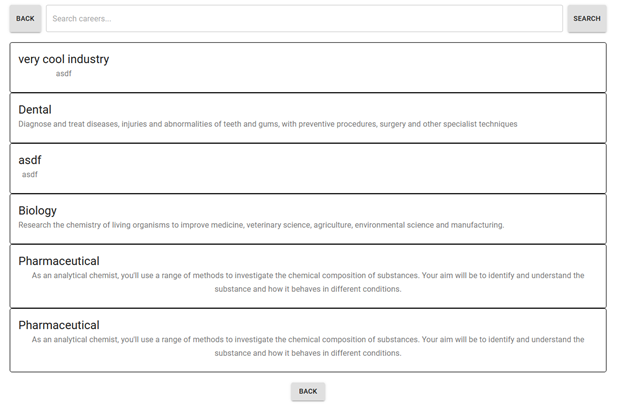 BACK Search careers... SEARCH
very cool industry
asdf
Dental
Diagnose and treat diseases, injuries and abnormalities of teeth and gums, with preventive procedures, surgery and other specialist techniques
asdf
asdf
Biology
Research the chemistry of living organisms to improve medicine, veterinary science, agriculture, environmental science and manufacturing.
Pharmaceutical
As an analytical chemist, you'll use a range of methods to investigate the chemical composition of substances. Your aim will be to identify and understand the
substance and how it behaves in different conditions.
Pharmaceutical
As an analytical chemist, you'll use a range of methods to investigate the chemical composition of substances. Your aim will be to identify and understand the
substance and how it behaves in different conditions.
BACK